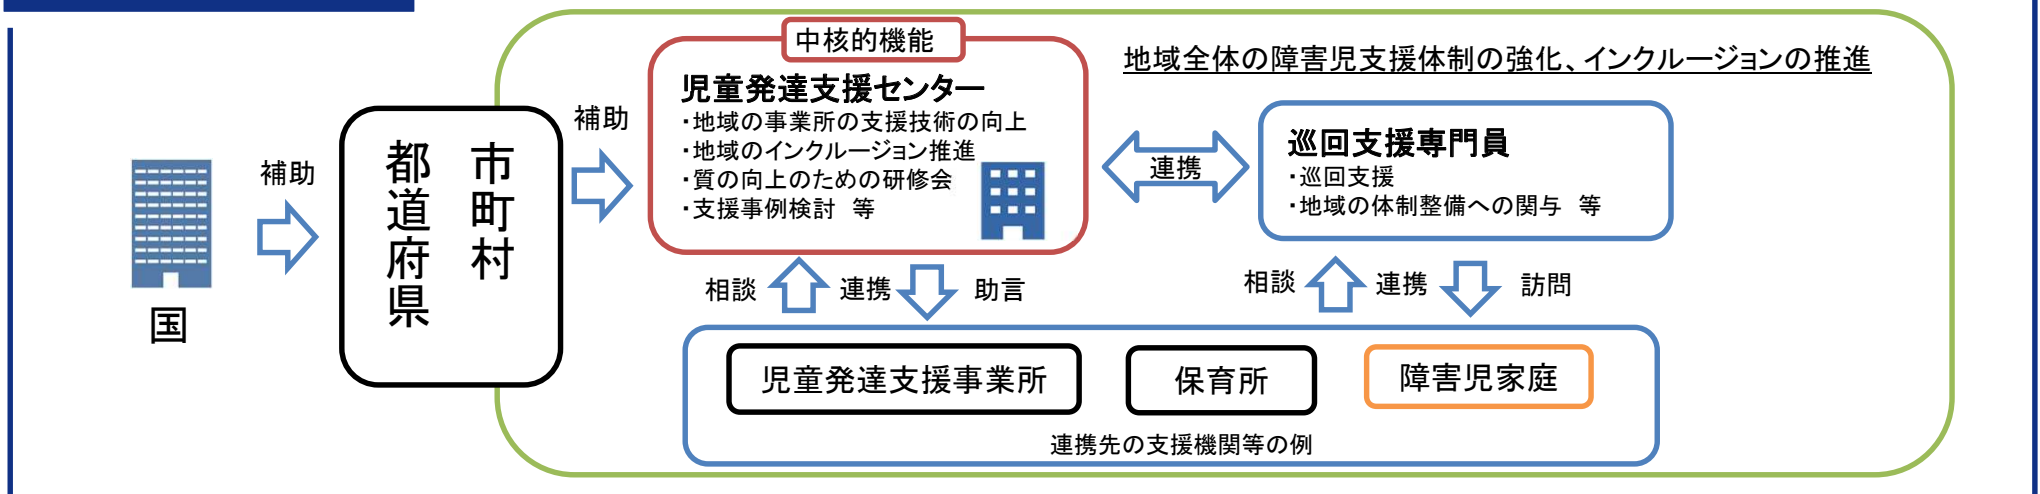 国
補助
都道府県
市町村
補助
中核的機能
児童発達支援センター
・地域の事業所の支援技術の向上
・地域のインクルージョン推進
・質の向上のための研修会
・支援事例検討　等
地域全体の障害児支援体制の強化、インクルージョンの推進
連携
巡回支援専門員
・巡回支援
・地域の体制整備への関与　等
相談
連携
助言
相談
連携
訪問
児童発達支援事業所
保育所
障害児家庭
連携先の支援機関等の例